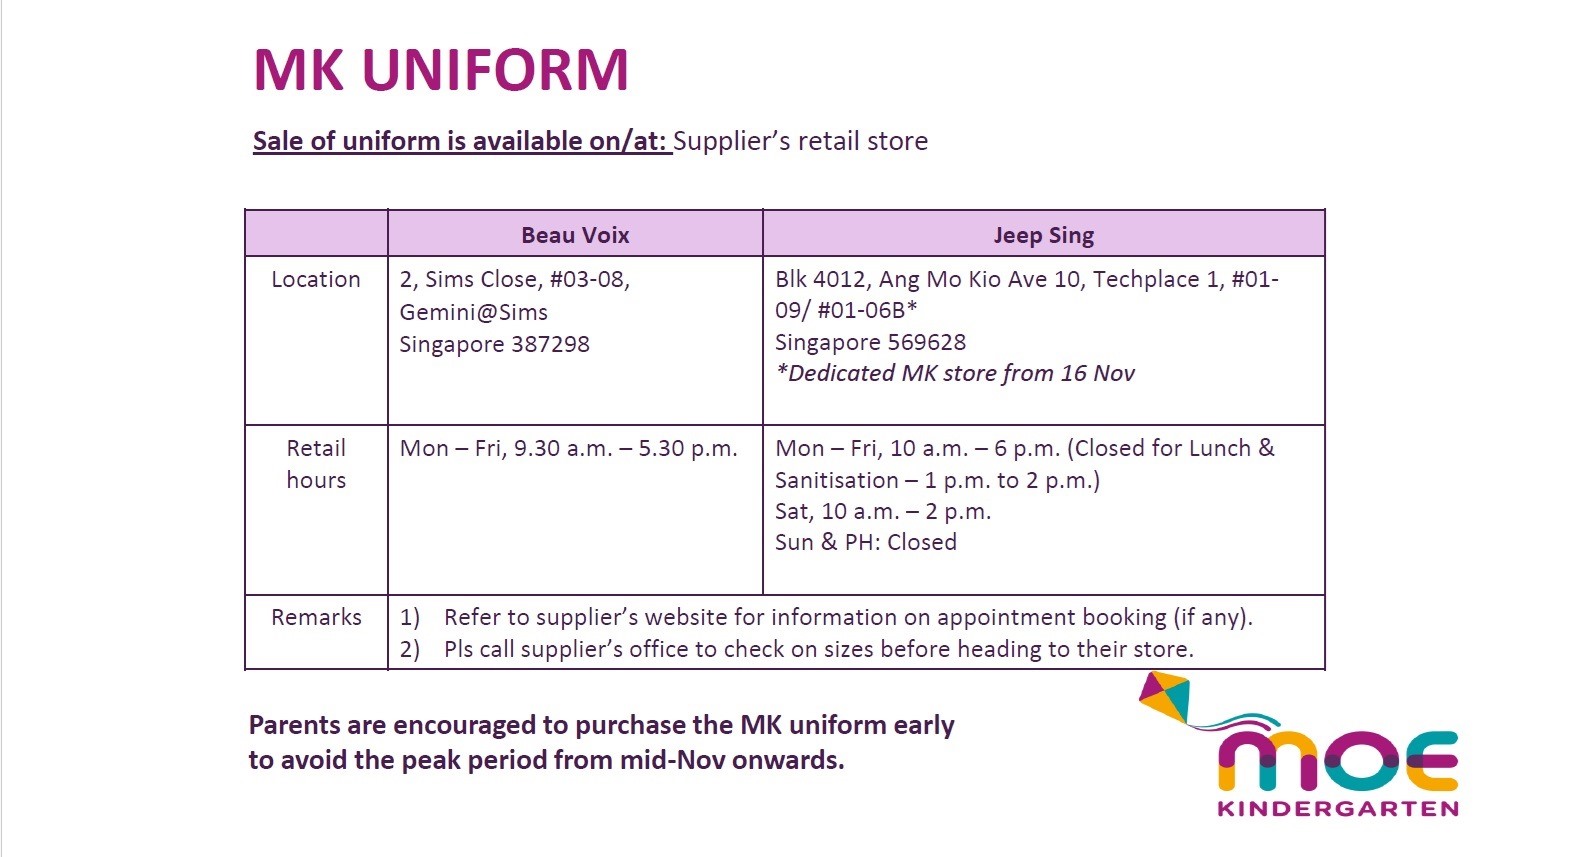 MK UNIFORM
Sale of uniform is available on/at: Supplier’s retail store
Beau Voix
Jeep Sing
Location
2, Sims Close, #03-08,
Gemini@Sims
Singapore 387298
Blk 4012, Ang Mo Kio Ave 10, Techplace 1, #01-
09/ #01-06B*
Singapore 569628
*Dedicated MK store from 16 Nov
Retail
hours
Mon – Fri, 9.30 a.m. – 5.30 p.m.
Mon – Fri, 10 a.m. – 6 p.m. (Closed for Lunch &
Sanitisation – 1 p.m. to 2 p.m.)
Sat, 10 a.m. – 2 p.m.
Sun & PH: Closed
Remarks
1) Refer to supplier’s website for information on appointment booking (if any).
2) Pls call supplier’s office to check on sizes before heading to their store.
Parents are encouraged to purchase the MK uniform early
to avoid the peak period from mid-Nov onwards.
MOE
KINDERGARTEN